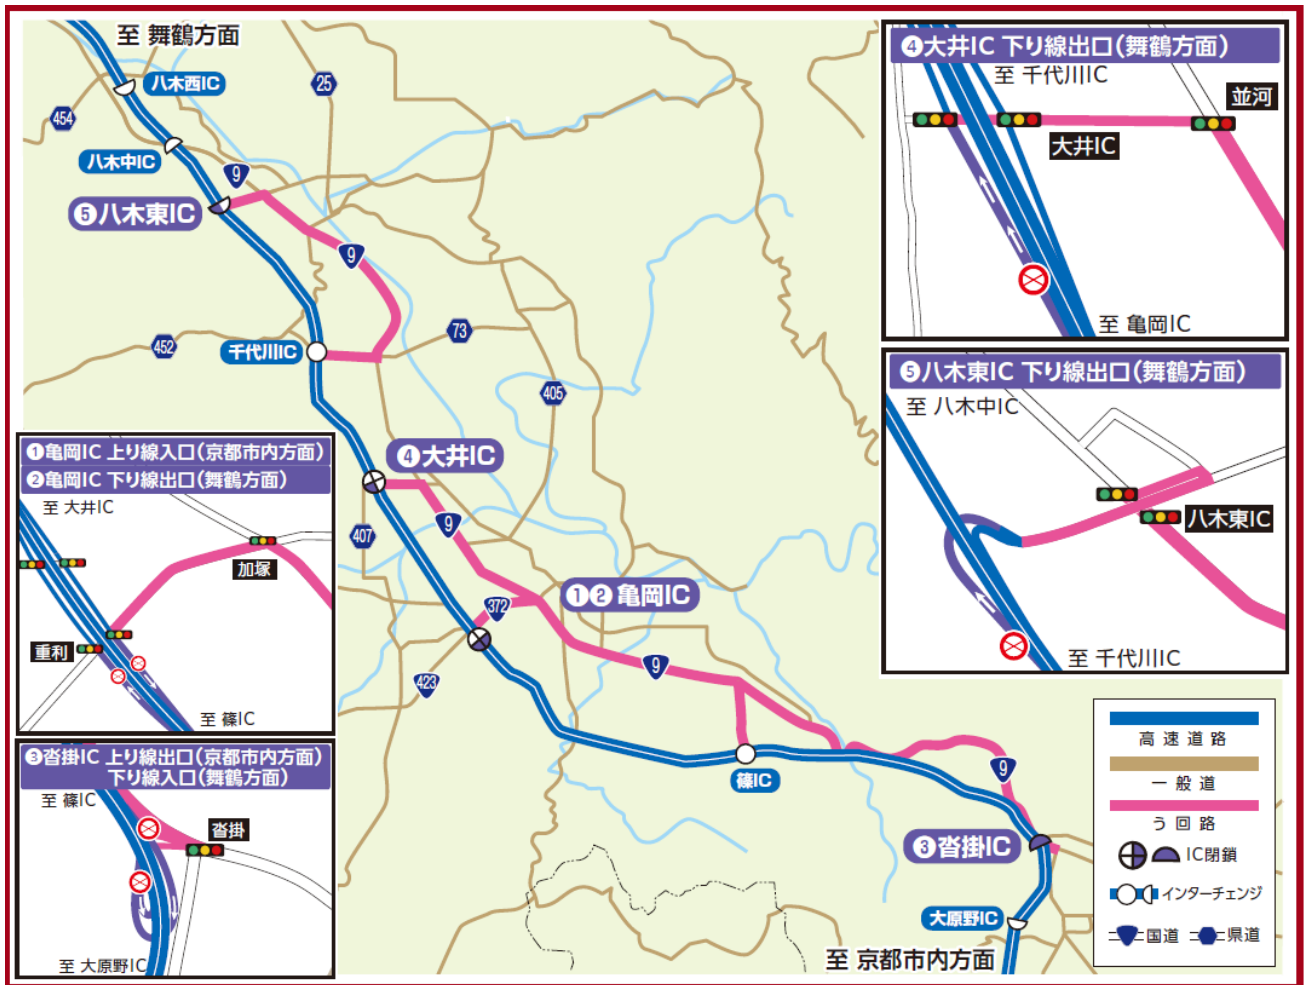 至 舞鶴方面
八木西IC
25
454
八木中IC
9
❺八木東IC
9
452
千代川IC
73
405
❹大井IC
9
407
❶❷亀岡IC
372
9
423
篠IC
9
❸沓掛IC
大原野IC
至 京都市内方面
❶亀岡IC 上り線入口(京都市内方面)
❷亀岡IC 下り線出口(舞鶴方面)
至 大井IC
加塚
重利
至 篠IC
❸沓掛IC 上り線出口(京都市内方面)
下り線入口(舞鶴方面)
至 篠IC
沓掛
至 大原野IC
❹大井IC 下り線出口(舞鶴方面)
至 千代川IC
並河
大井IC
至 亀岡IC
❺八木東IC 下り線出口(舞鶴方面)
至 八木中IC
八木東IC
至 千代川IC
高速道路
一般道
う回路
IC閉鎖
インターチェンジ
国道
県道